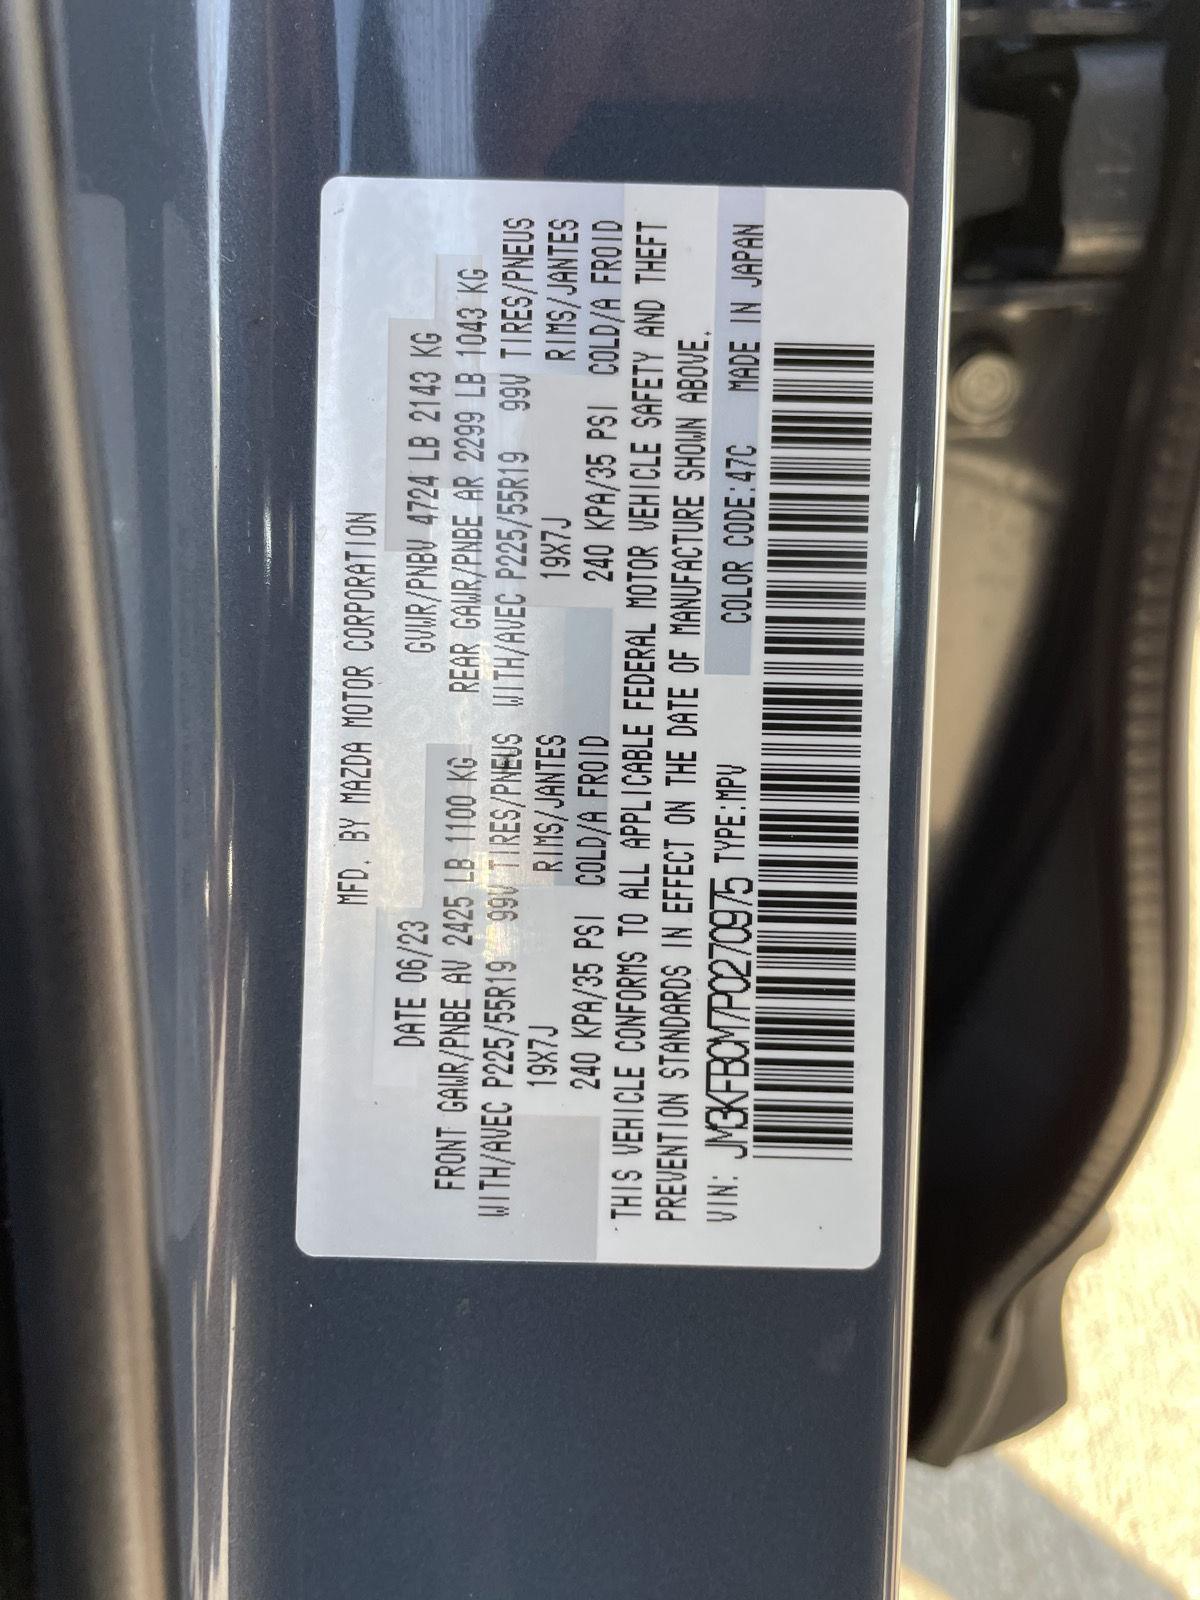 MFD. BY MAZDA MOTOR CORPORATION
DATE 06/23 GVWR/PNBV 4724 LB 2143 KG
FRONT GAWR/PNBE AV 2425 LB 1100 KG REAR GAWR/PNBE AR 2299 LB 1043 KG
WITH/AVEC P225/55R19 99V TIRES/PNEUS WITH/AVEC P225/55R19 99V TIRES/PNEUS
19X7J RIMS/JANTES 19X7J RIMS/JANTES
240 KPA/35 PSI COLD/A FROID 240 KPA/35 PSI COLD/A FROID
THIS VEHICLE CONFORMS TO ALL APPLICABLE FEDERAL MOTOR VEHICLE SAFETY AND THEFT
PREVENTION STANDARDS IN EFFECT ON THE DATE OF MANUFACTURE SHOWN ABOVE.
VIN: JM3KFBCM7P0270975 TYPE:MPV COLOR CODE:47C MADE IN JAPAN